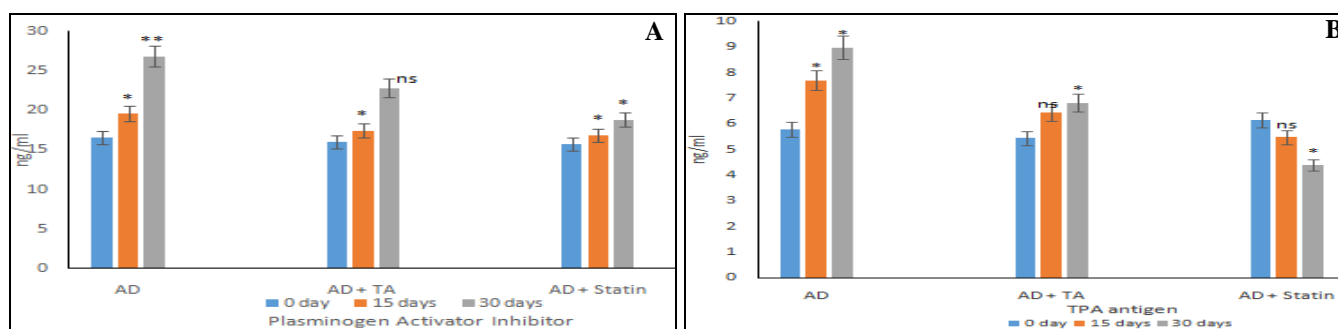 A
30
25
20
15
10
5
0
ng/ml
*
**
*
ns
*
*
AD
AD + TA
AD + Statin
0 day
15 days
30 days
Plasminogen Activator Inhibitor
B
10
9
8
7
6
5
4
3
2
1
0
ng/ml
*
*
ns
*
ns
*
AD
AD + TA
AD + Statin
TPA antigen
0 day
15 days
30 days